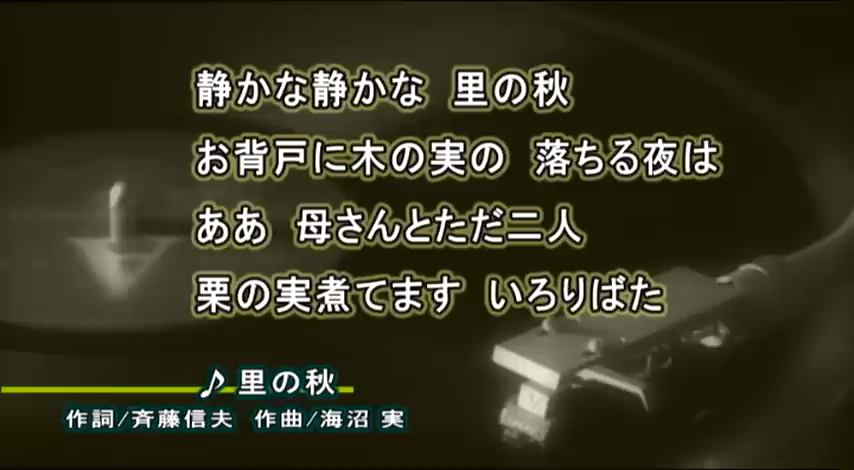 静かな静かな 里の秋
お背戸に木の実の 落ちる夜は
ああ 母さんとただ二人
栗の実煮てます いろりばた
♪里の秋
作詞/斉藤信夫 作曲/海沼 実